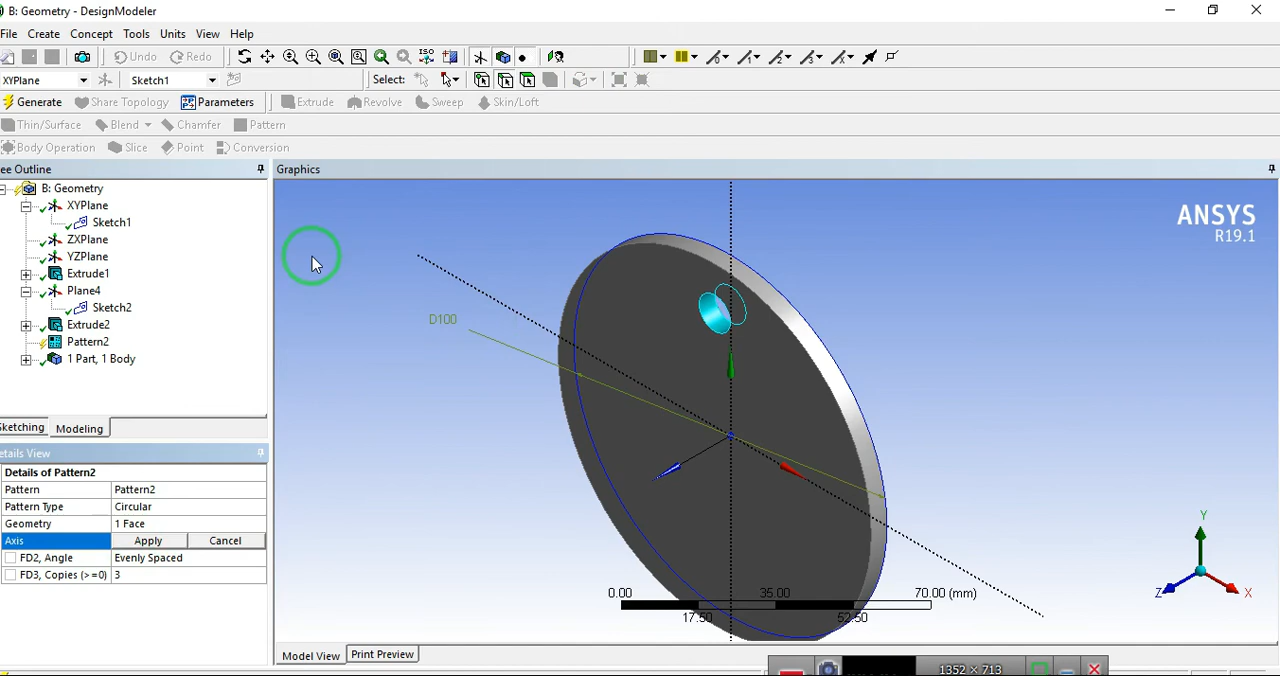 B: Geometry - DesignModeler
File Create Concept Tools Units View Help
Undo Redo
XYPlane Sketch1 Select:
Generate Share Topology Parameters Extrude Revolve Sweep Skin/Loft
Thin/Surface Blend Chamfer Pattern
Body Operation Slice Point Conversion
ee Outline
Graphics
B: Geometry
XYPlane
Sketch1
ZXPlane
YZPlane
Extrude1
Plane4
Sketch2
Extrude2
Pattern2
1 Part, 1 Body
ANSYS
R19.1
D100
ketching Modeling
etails View
Details of Pattern2
Pattern Pattern2
Pattern Type Circular
Geometry 1 Face
Axis Apply Cancel
FD2, Angle Evenly Spaced
FD3, Copies (>=0) 3
0.00 35.00 70.00 (mm)
17.50 52.50
Y
Z X
Model View Print Preview
1352 × 713